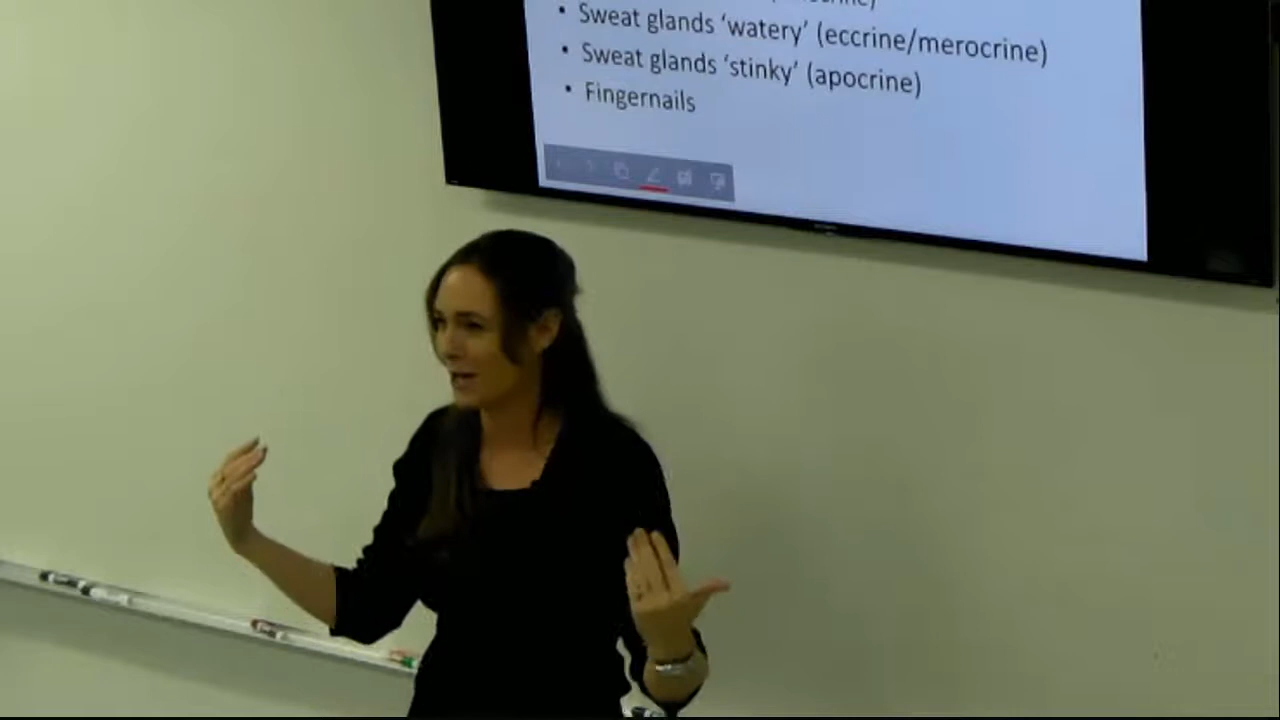 • Sweat glands ‘watery’ (eccrine/merocrine)
• Sweat glands ‘stinky’ (apocrine)
• Fingernails